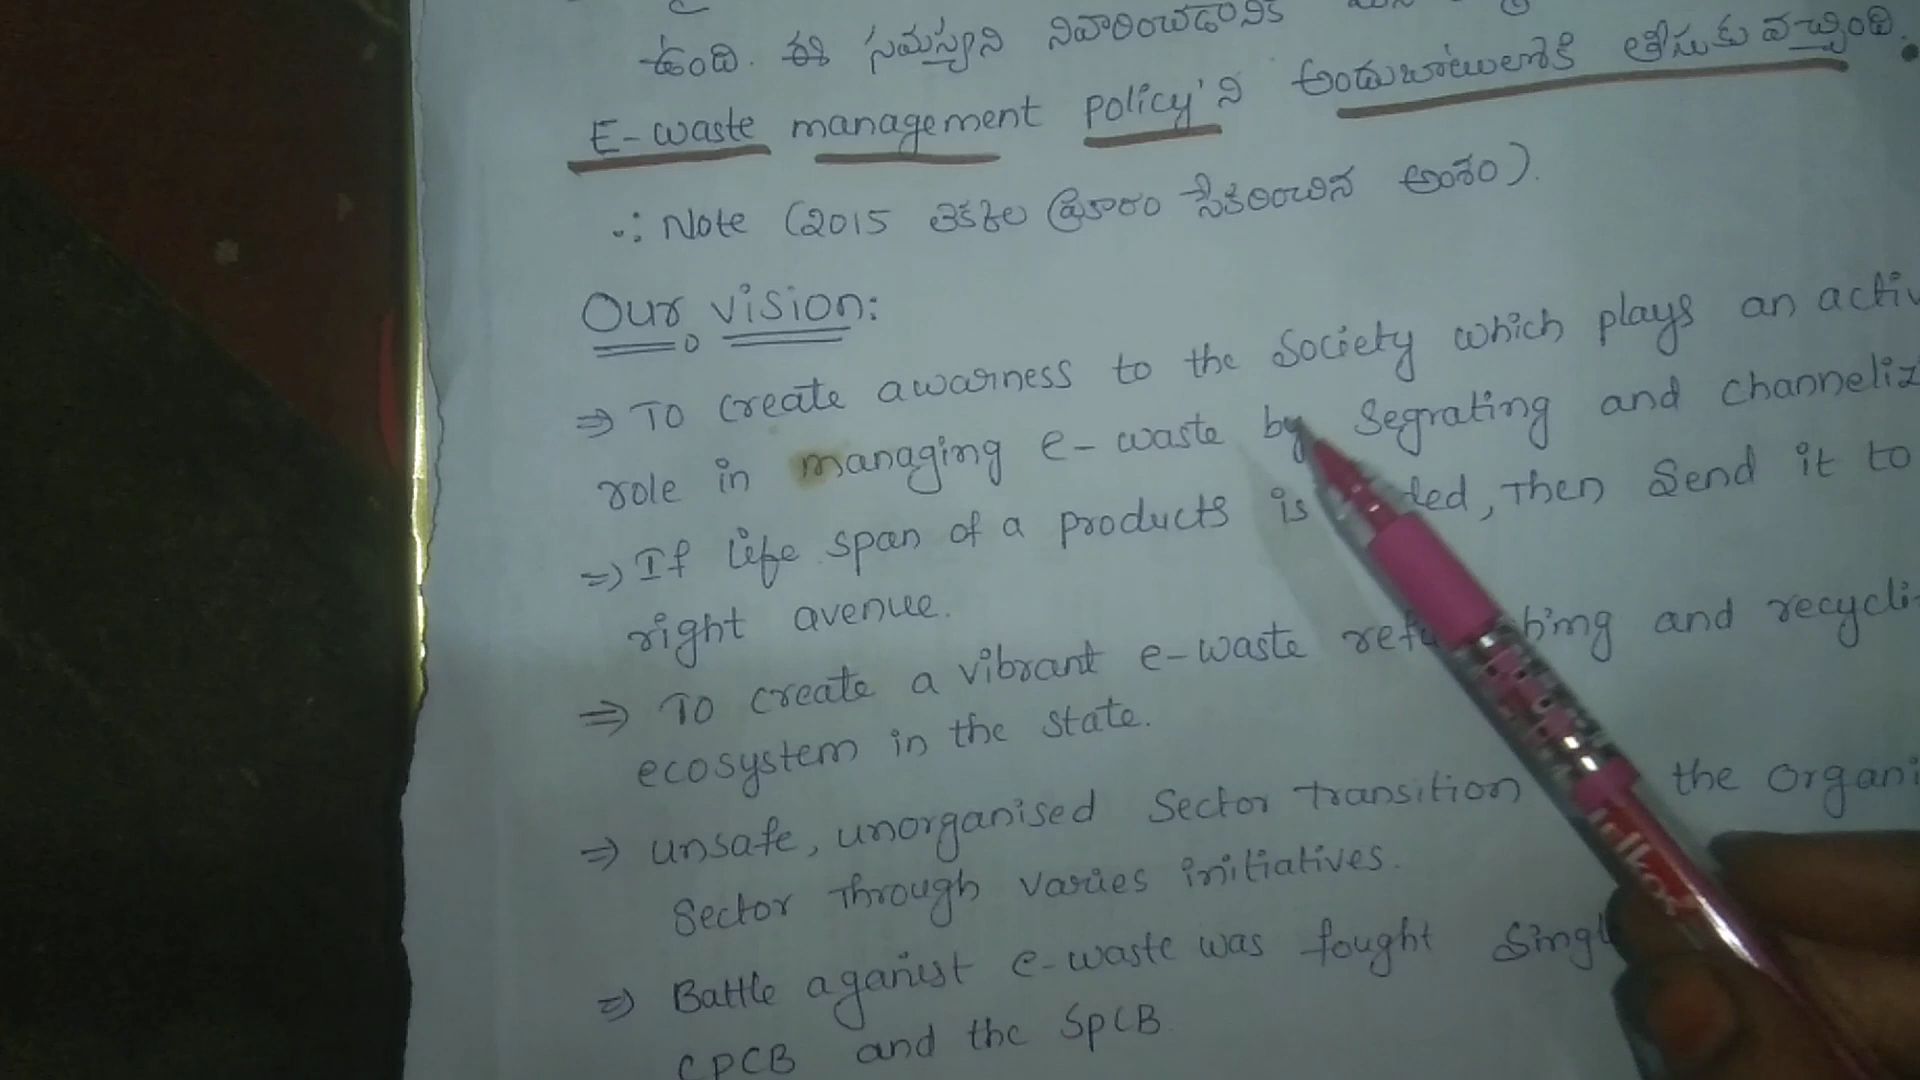 ఉంది. ఈ సమస్యని నివారించడానికి
E-waste management policy'ని అందుబాటులోకి తీసుకువచ్చింది.
∴ Note (2015 లెక్కల ప్రకారం సేకరించిన అంశం).
Our vision:
⇒ To create awarness to the Society which plays an activ
role in managing e-waste by Segrating and channeliz
⇒ If life span of a products is ded, Then Send it to
right avenue.
⇒ To create a vibrant e-waste refu bing and recycli
ecosystem in the state.
⇒ unsafe, unorganised Sector transition the organi
Sector Through varies initiatives.
⇒ Battle aganist e-waste was fought Singl
CPCB and the SpCB